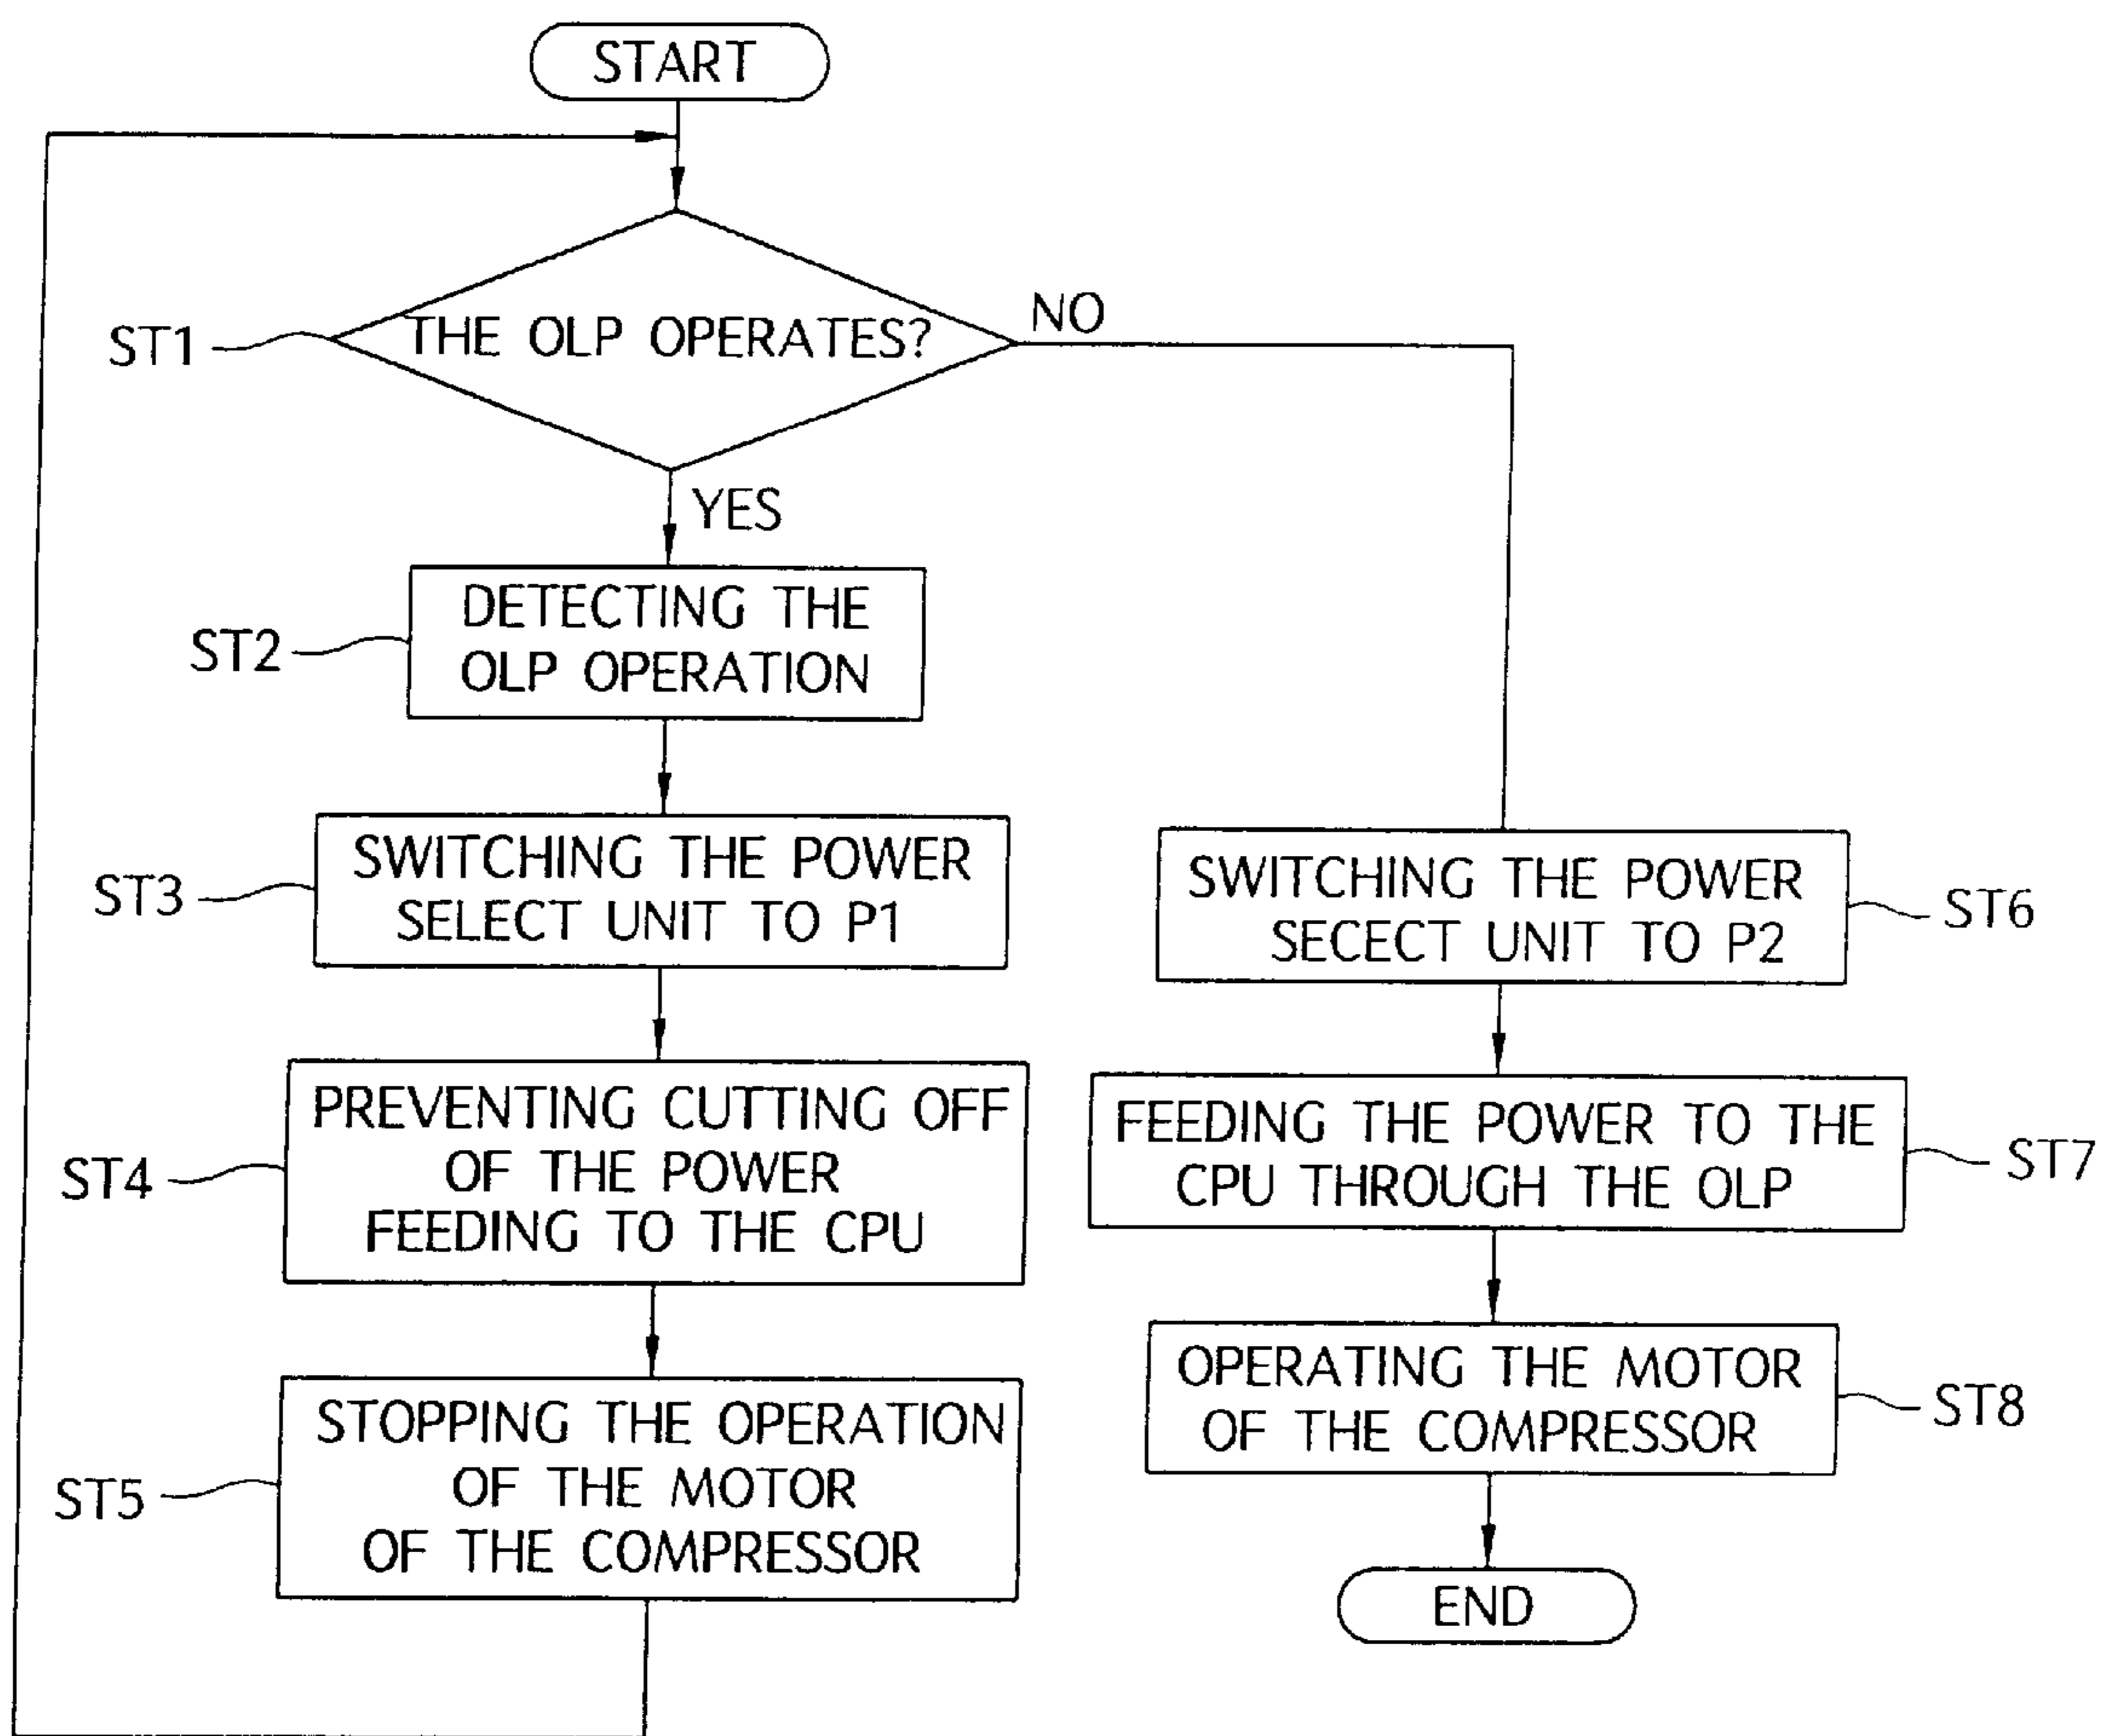 START
THE OLP OPERATES?
ST1
NO
YES
DETECTING THE
OLP OPERATION
ST2
SWITCHING THE POWER
SELECT UNIT TO P1
ST3
PREVENTING CUTTING OFF
OF THE POWER
FEEDING TO THE CPU
ST4
STOPPING THE OPERATION
OF THE MOTOR
OF THE COMPRESSOR
ST5
SWITCHING THE POWER
SECECT UNIT TO P2
ST6
FEEDING THE POWER TO THE
CPU THROUGH THE OLP
ST7
OPERATING THE MOTOR
OF THE COMPRESSOR
ST8
END